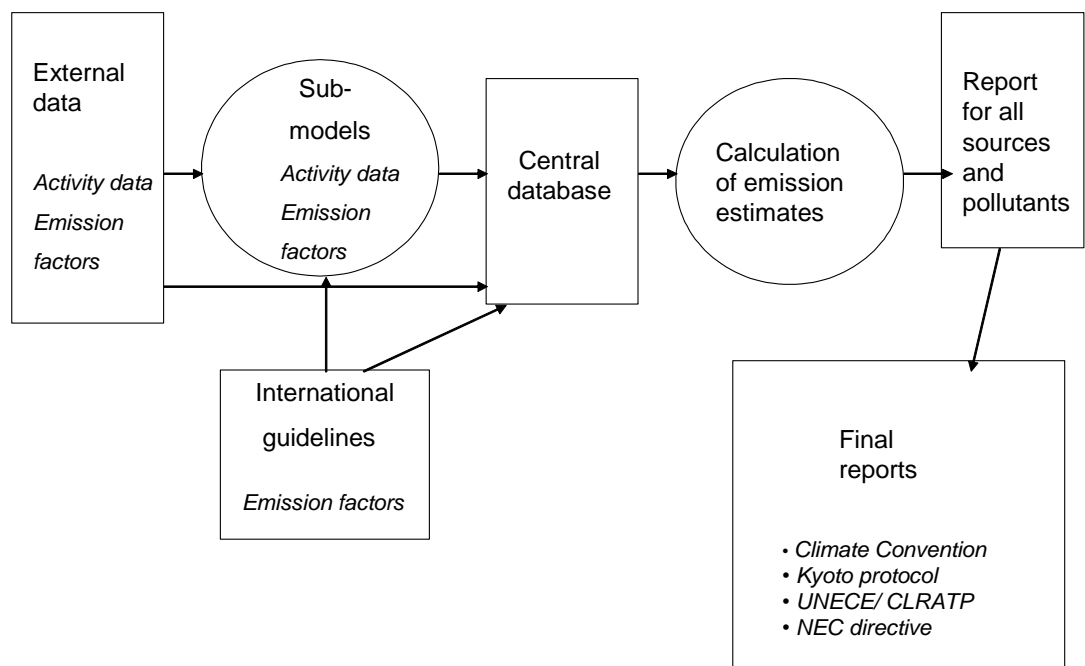 External
data
Activity data
Emission
factors
Sub-
models
Activity data
Emission
factors
Central
database
Calculation
of emission
estimates
Report
for all
sources
and
pollutants
International
guidelines
Emission factors
Final
reports
• Climate Convention
• Kyoto protocol
• UNECE/ CLRATP
• NEC directive